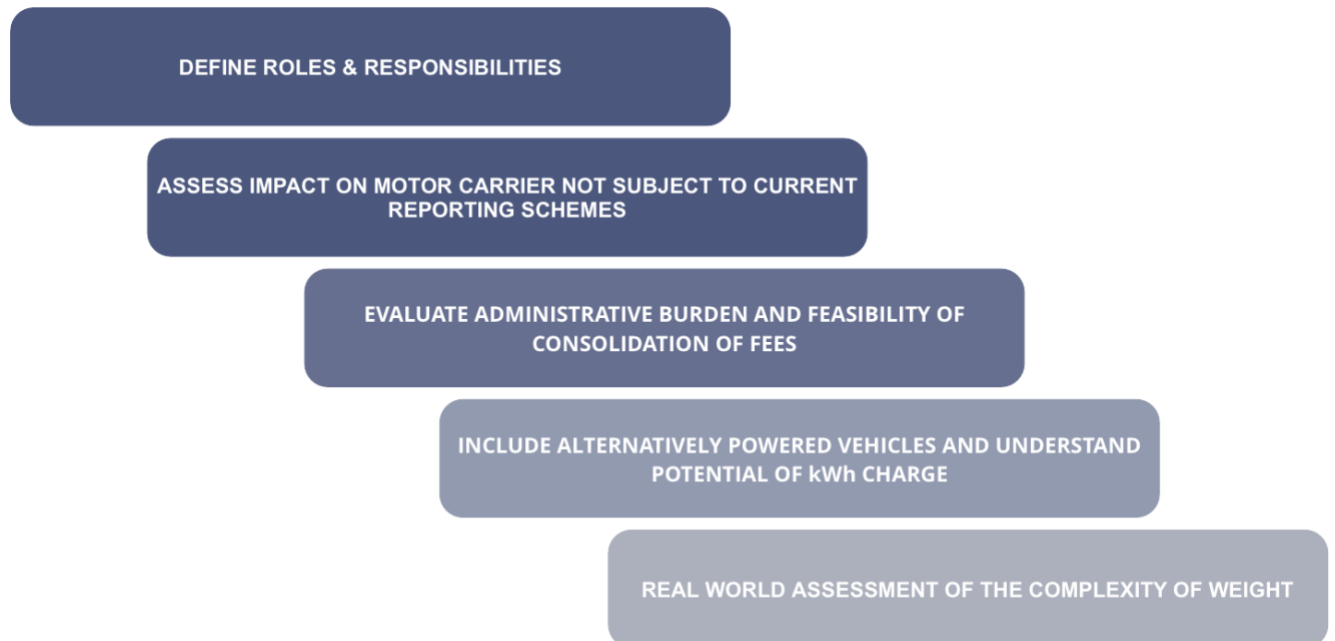 DEFINE ROLES & RESPONSIBILITIES
ASSESS IMPACT ON MOTOR CARRIER NOT SUBJECT TO CURRENT
REPORTING SCHEMES
EVALUATE ADMINISTRATIVE BURDEN AND FEASIBILITY OF
CONSOLIDATION OF FEES
INCLUDE ALTERNATIVELY POWERED VEHICLES AND UNDERSTAND
POTENTIAL OF kWh CHARGE
REAL WORLD ASSESSMENT OF THE COMPLEXITY OF WEIGHT